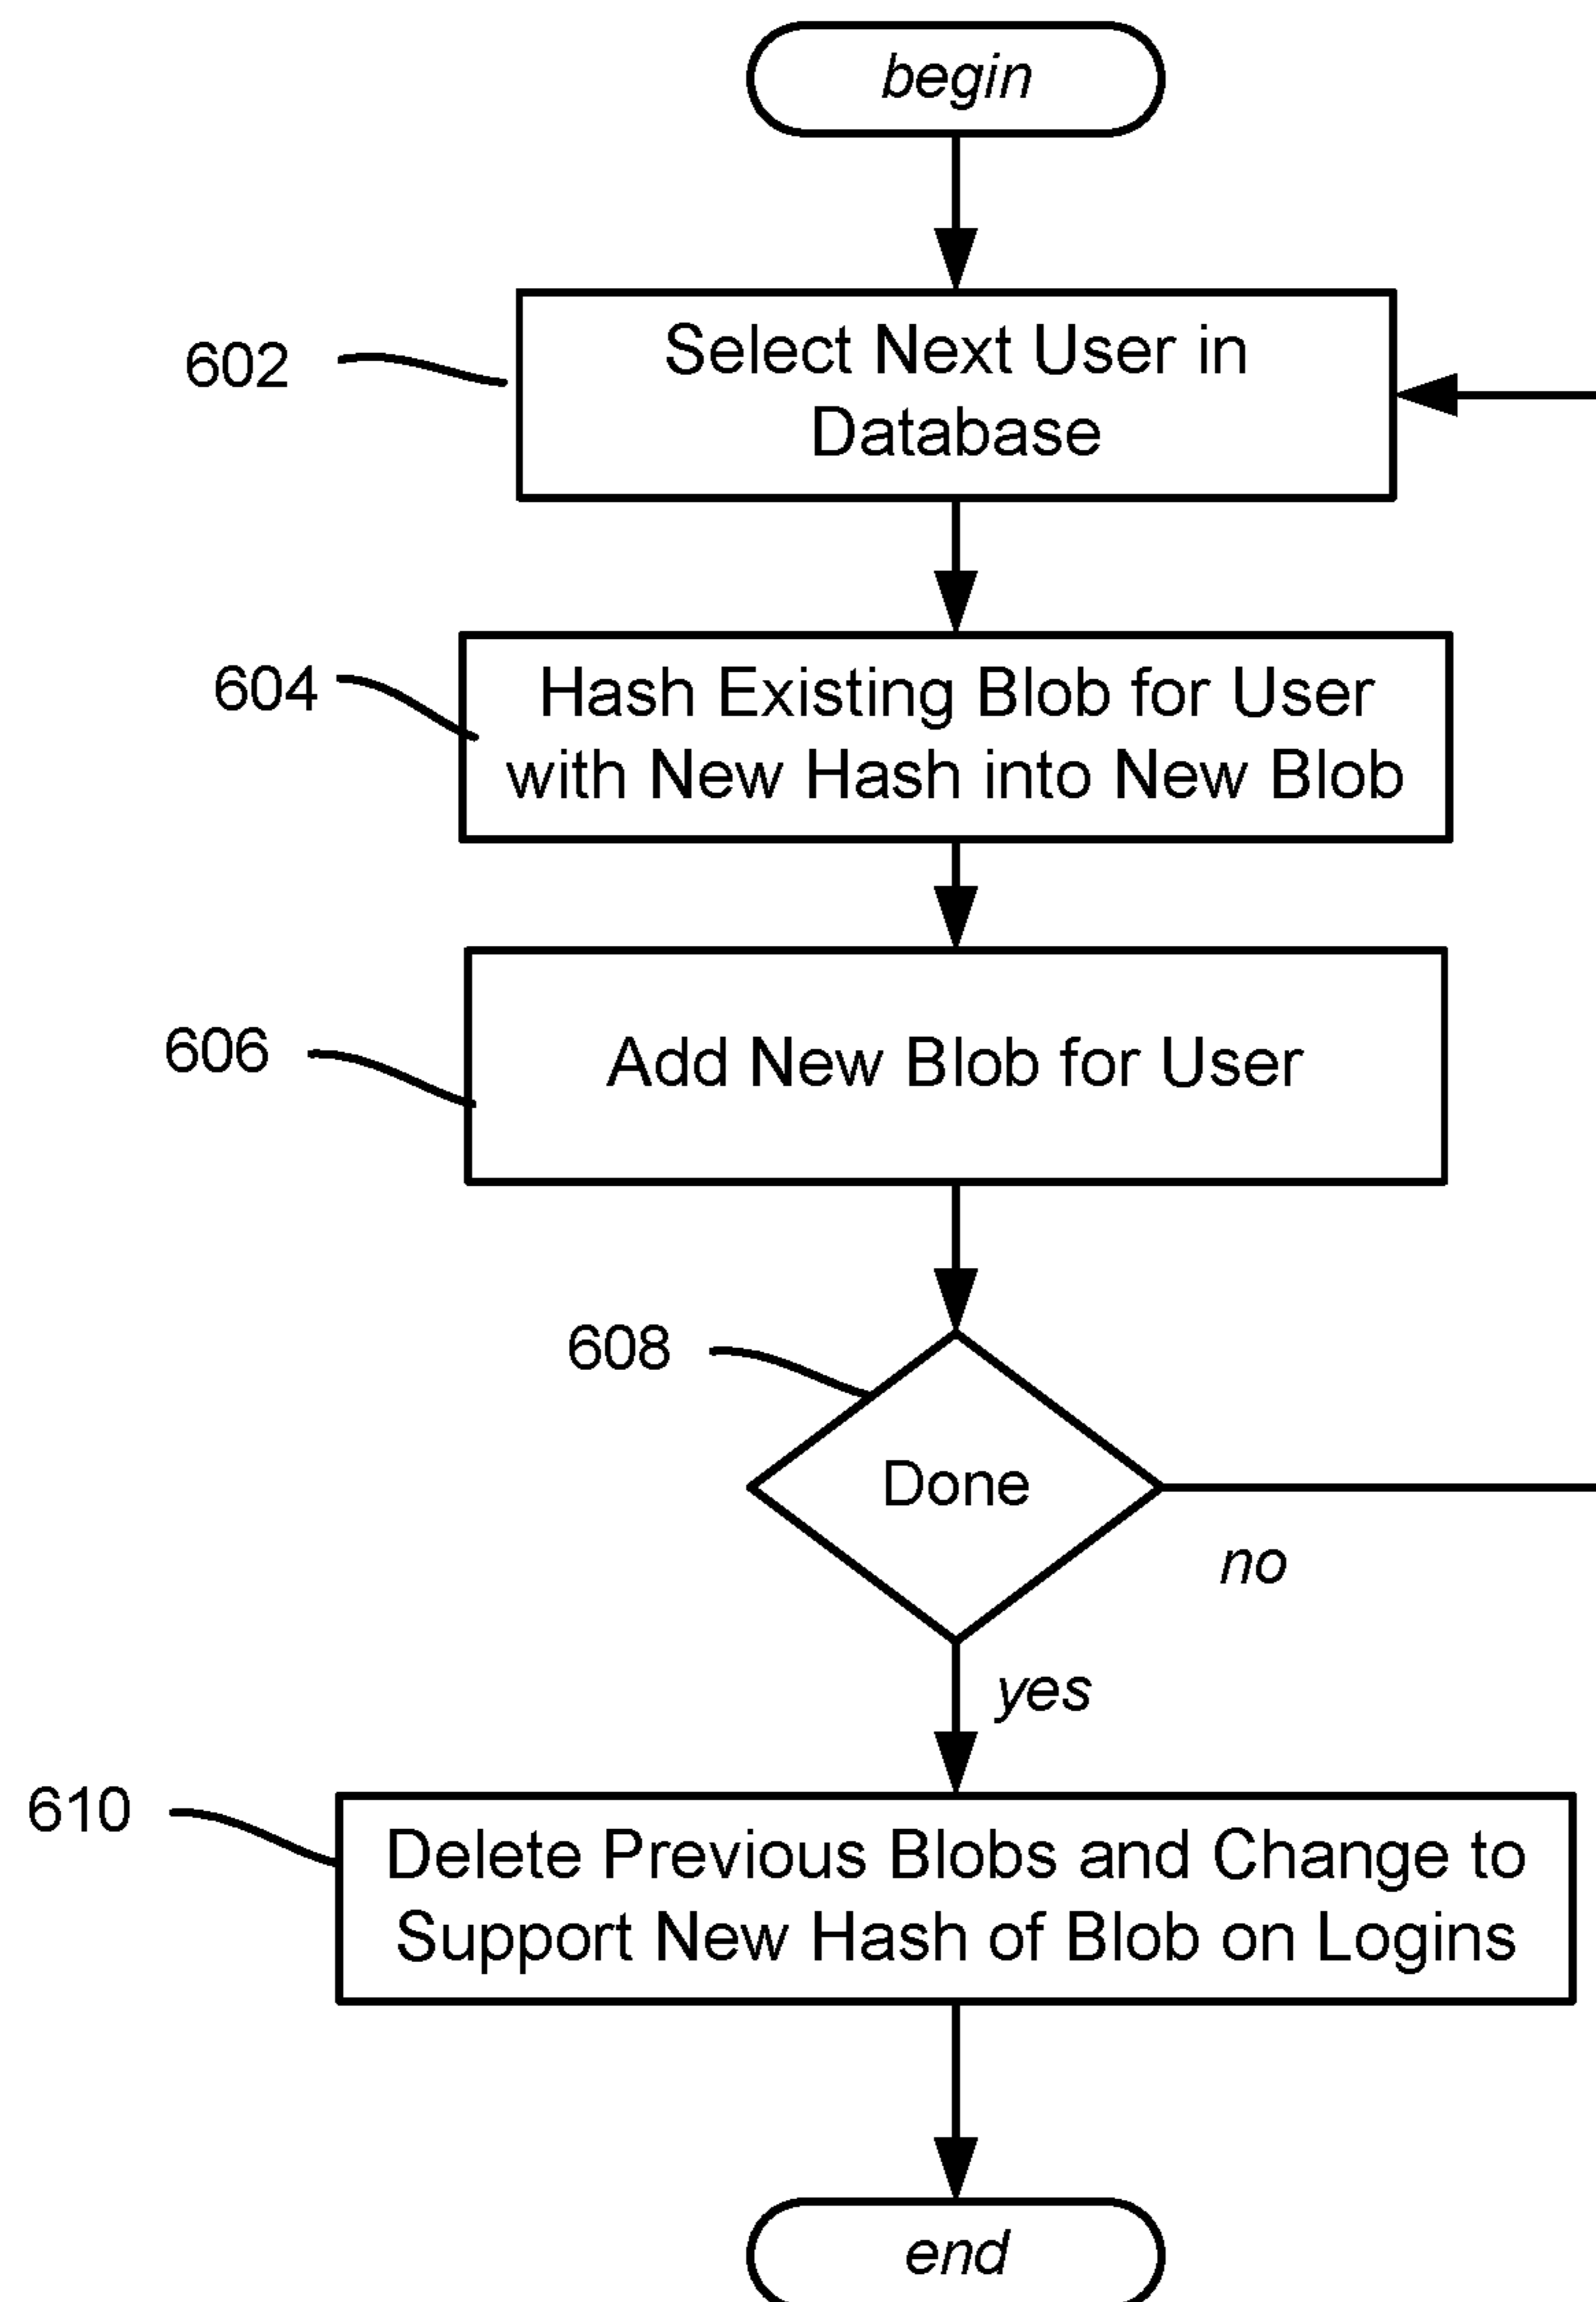 begin
602
Select Next User in
Database
604
Hash Existing Blob for User
with New Hash into New Blob
606
Add New Blob for User
608
Done
no
yes
610
Delete Previous Blobs and Change to
Support New Hash of Blob on Logins
end